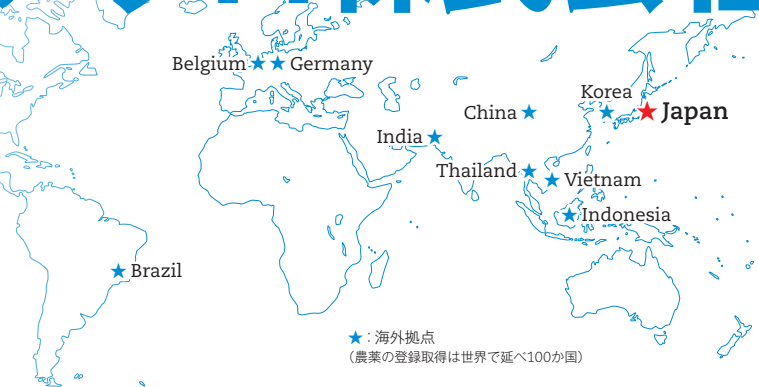 Belgium
Germany
Korea
China
Japan
India
Thailand
Vietnam
Indonesia
Brazil
★：海外拠点
（農薬の登録取得は世界で延べ100か国）